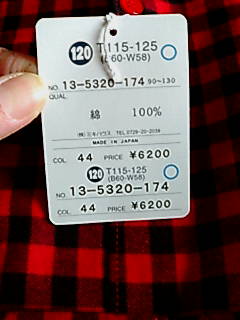 120 T115-125
(B60-W58)
NO. 13-5320-174 90~130
QUAL.
綿 100%
(株)ミキハウス TEL.0729-20-2039
MADE IN JAPAN
COL. 44 PRICE ¥6200
120 T115-125
(B60-W58)
NO. 13-5320-174
COL. 44 PRICE ¥6200